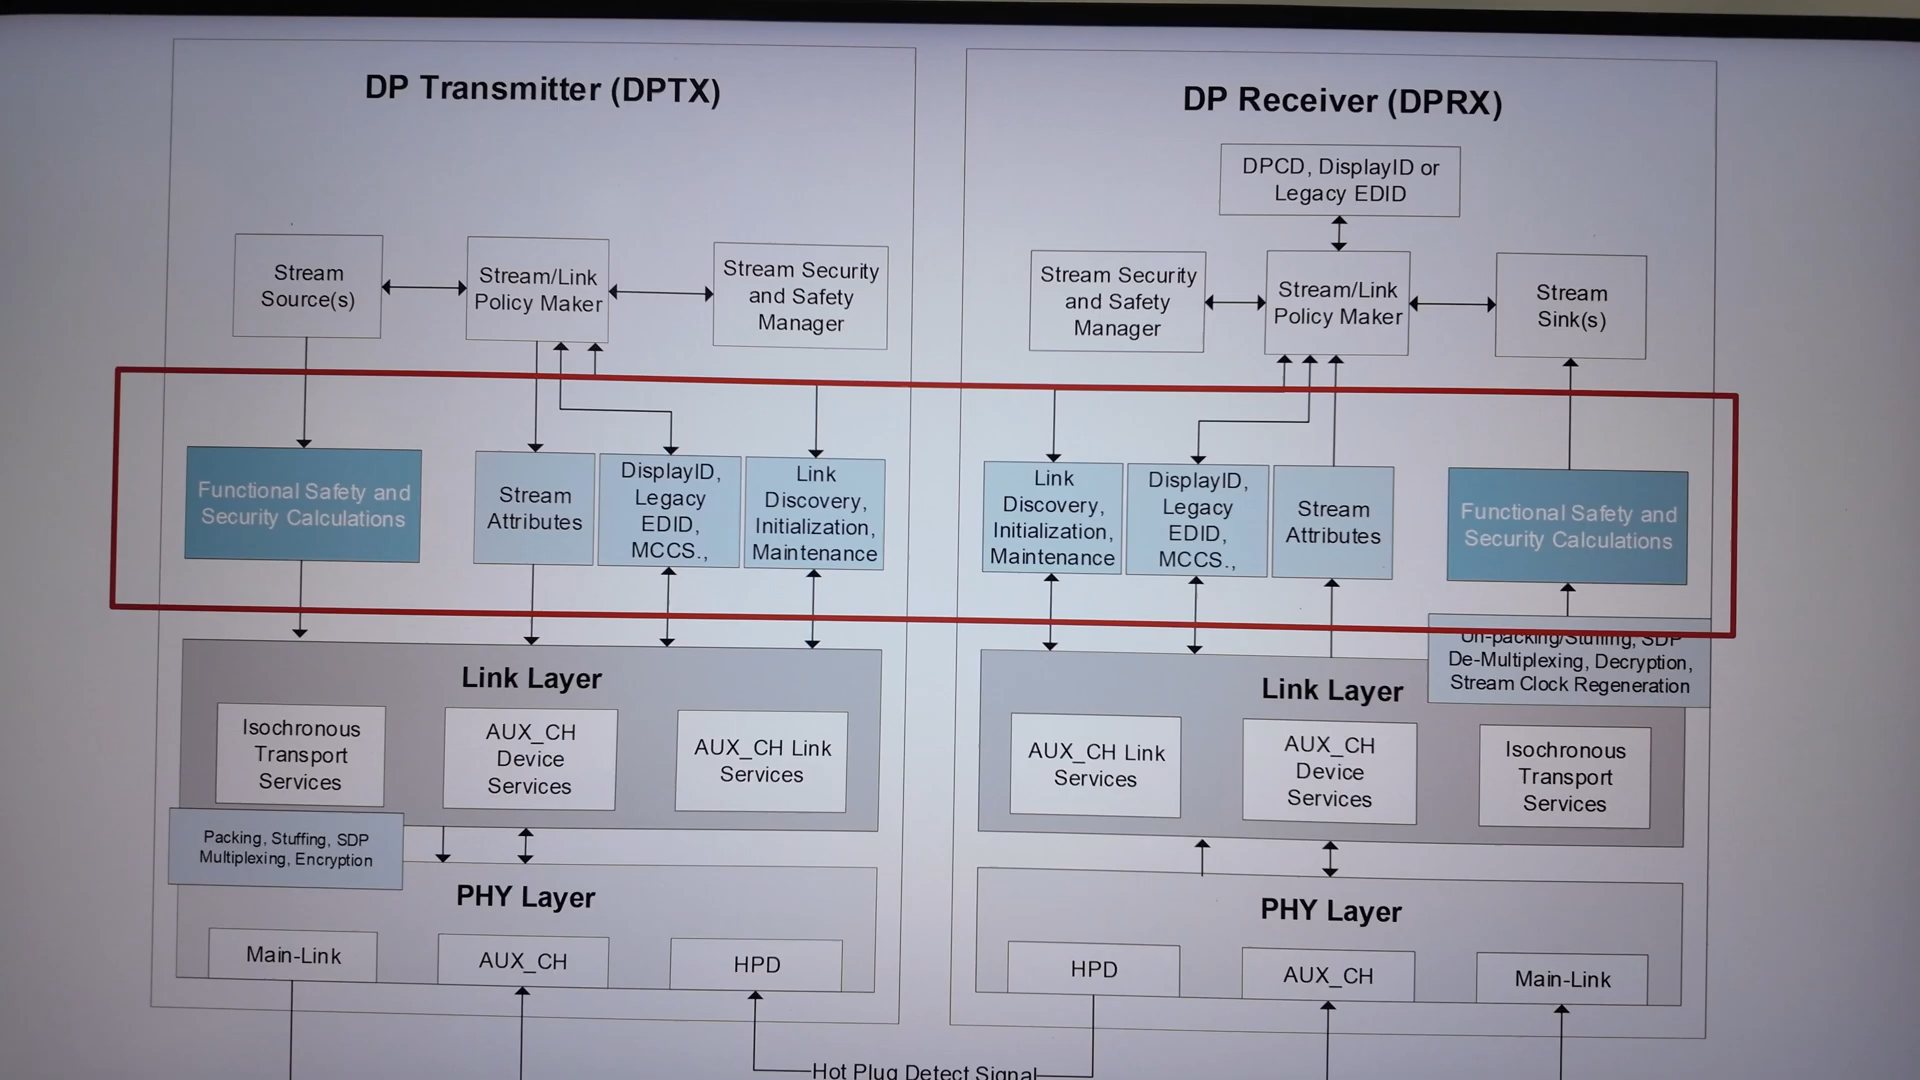 DP Transmitter (DPTX)
Stream
Source(s)
Stream/Link
Policy Maker
Stream Security
and Safety
Manager
Functional Safety and
Security Calculations
Stream
Attributes
DisplayID,
Legacy
EDID,
MCCS.,
Link
Discovery,
Initialization,
Maintenance
Link Layer
Isochronous
Transport
Services
AUX_CH
Device
Services
AUX_CH Link
Services
Packing, Stuffing, SDP
Multiplexing, Encryption
PHY Layer
Main-Link
AUX_CH
HPD
DP Receiver (DPRX)
DPCD, DisplayID or
Legacy EDID
Stream Security
and Safety
Manager
Stream/Link
Policy Maker
Stream
Sink(s)
Link
Discovery,
Initialization,
Maintenance
DisplayID,
Legacy
EDID,
MCCS.,
Stream
Attributes
Functional Safety and
Security Calculations
Un-packing/Stuffing, SDP
De-Multiplexing, Decryption,
Stream Clock Regeneration
Link Layer
AUX_CH Link
Services
AUX_CH
Device
Services
Isochronous
Transport
Services
PHY Layer
HPD
AUX_CH
Main-Link
Hot Plug Detect Signal